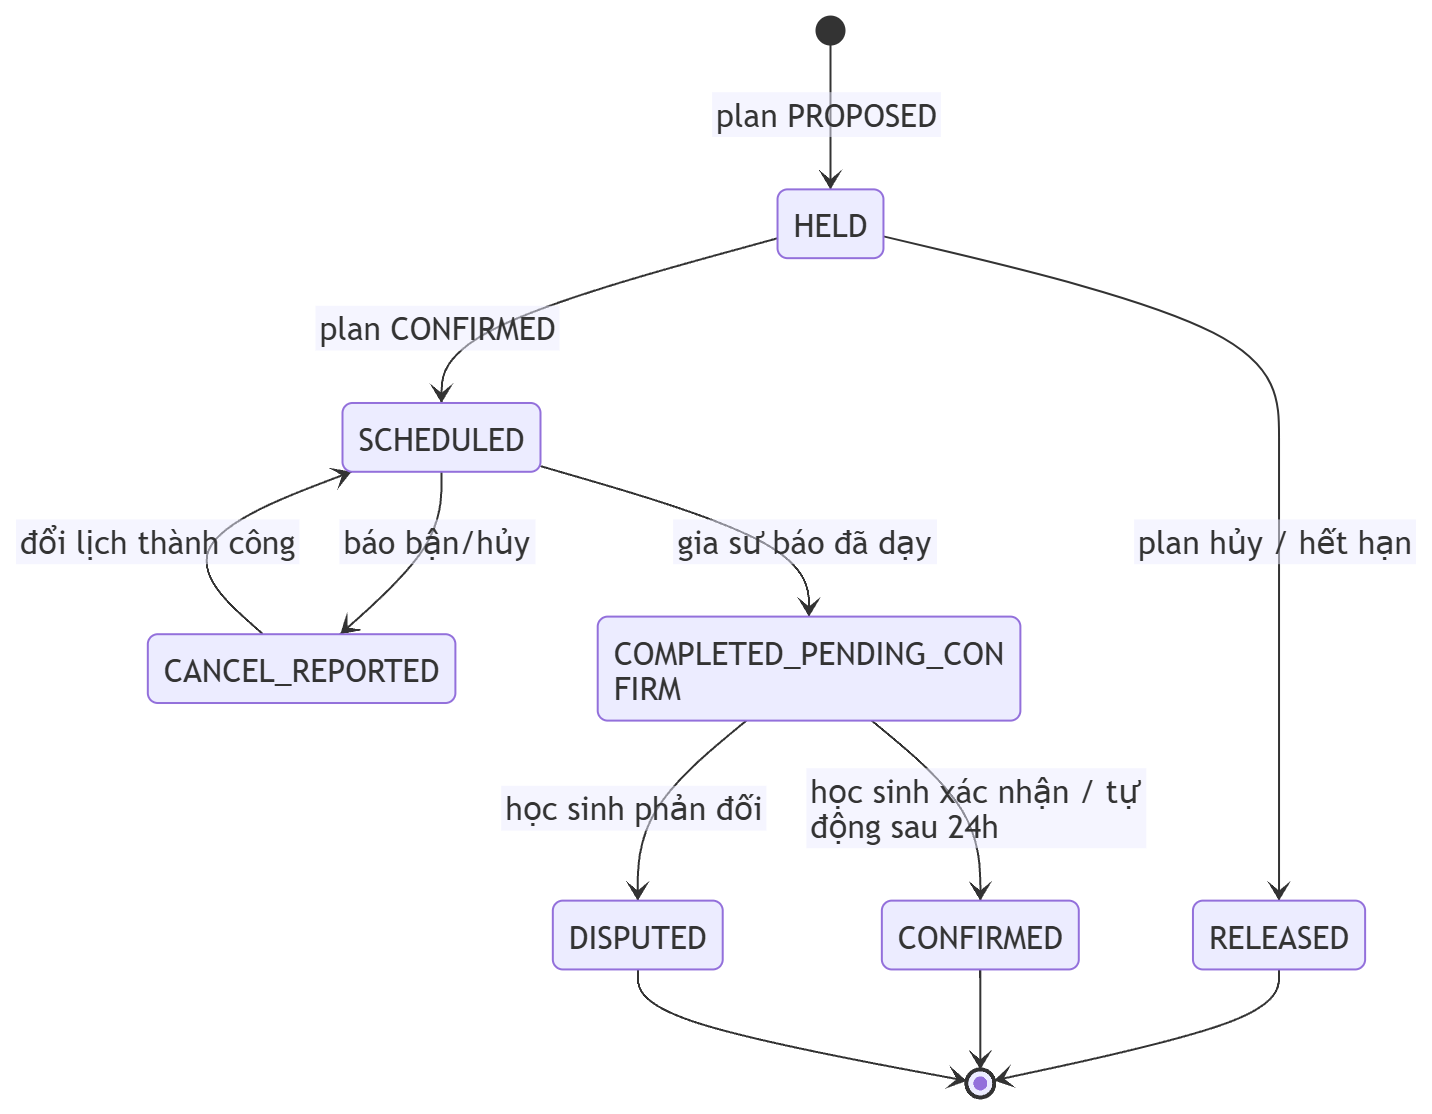 plan PROPOSED
HELD
plan CONFIRMED
SCHEDULED
đổi lịch thành công
báo bận/hủy
gia sư báo đã dạy
plan hủy / hết hạn
CANCEL_REPORTED
COMPLETED_PENDING_CON
FIRM
học sinh phản đối
học sinh xác nhận / tự
động sau 24h
DISPUTED
CONFIRMED
RELEASED